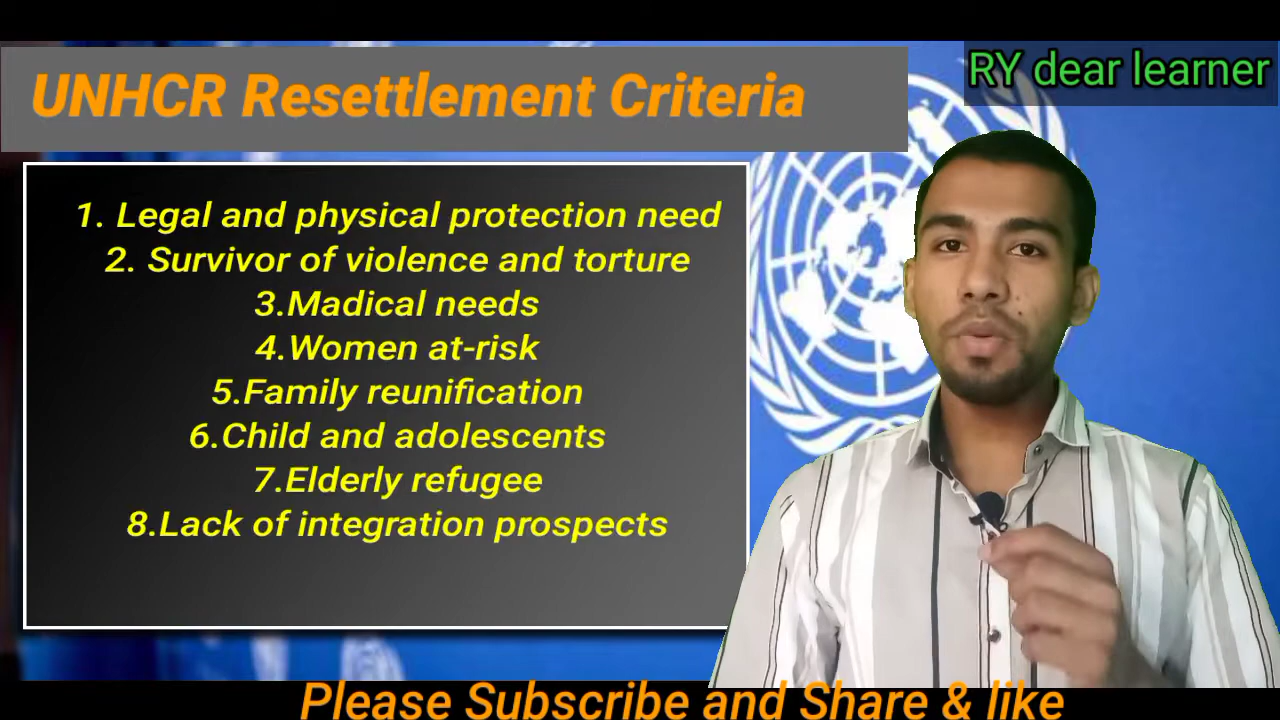 UNHCR Resettlement Criteria
RY dear learner
1. Legal and physical protection need
2. Survivor of violence and torture
3.Madical needs
4.Women at-risk
5.Family reunification
6.Child and adolescents
7.Elderly refugee
8.Lack of integration prospects
Please Subscribe and Share & like